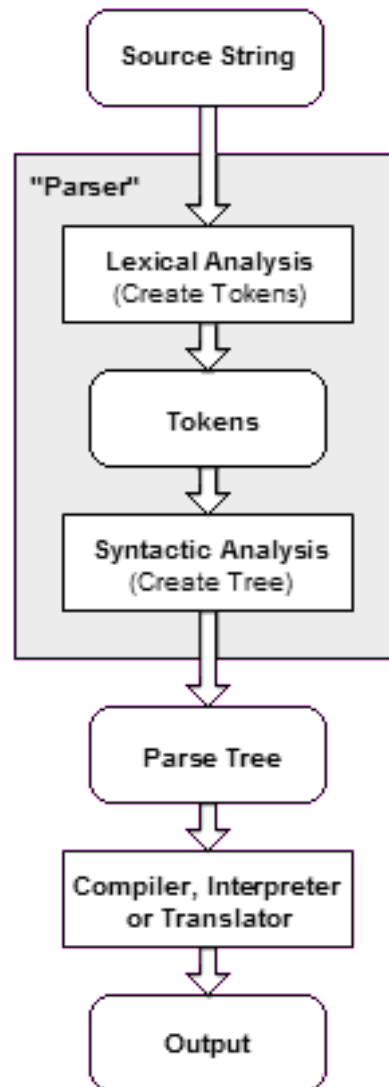 Source String
"Parser"
Lexical Analysis
(Create Tokens)
Tokens
Syntactic Analysis
(Create Tree)
Parse Tree
Compiler, Interpreter
or Translator
Output